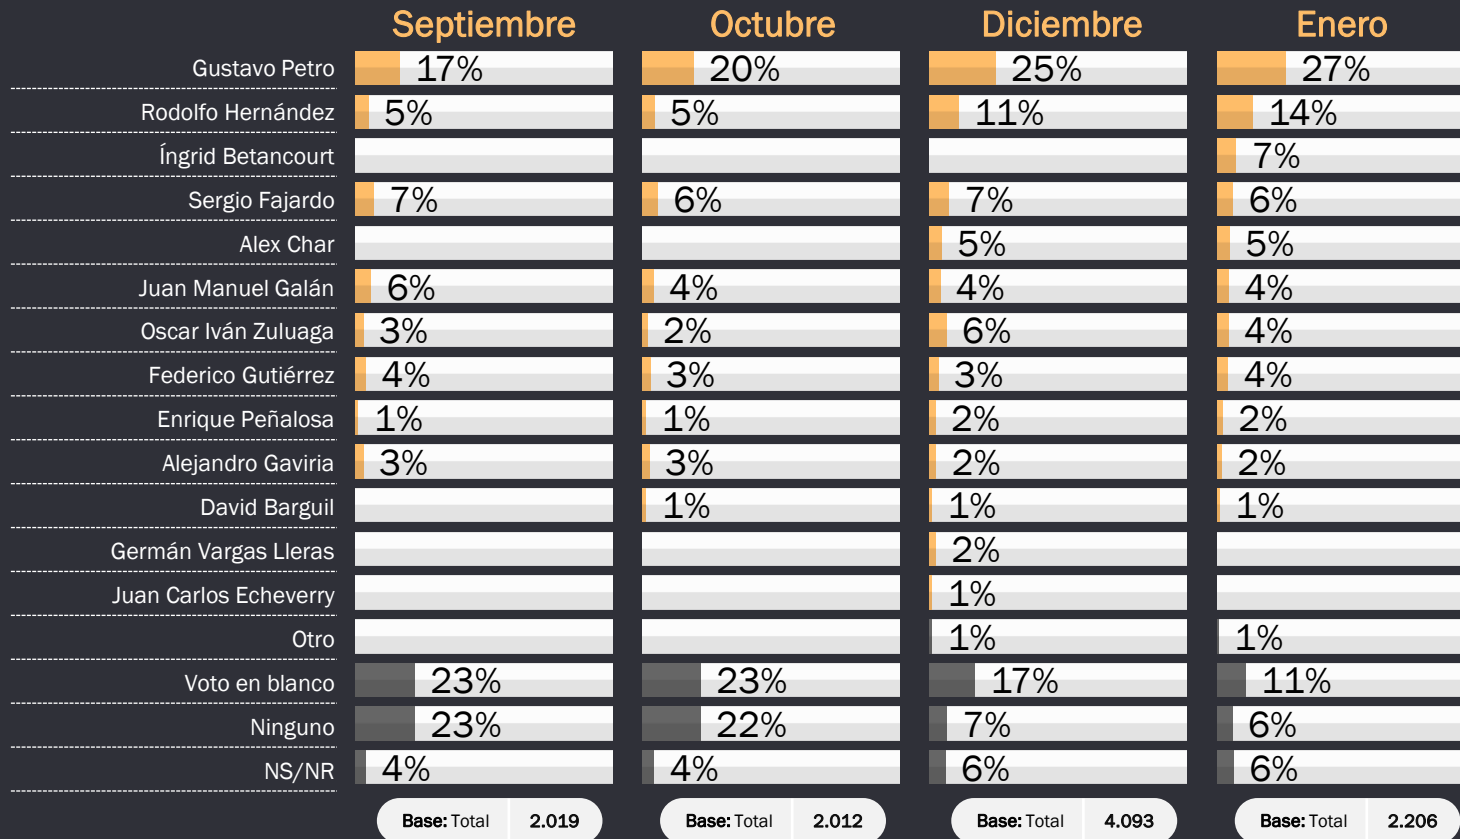 Septiembre Octubre Diciembre Enero
Gustavo Petro 17% 20% 25% 27%
Rodolfo Hernández 5% 5% 11% 14%
Íngrid Betancourt 7%
Sergio Fajardo 7% 6% 7% 6%
Alex Char 5% 5%
Juan Manuel Galán 6% 4% 4% 4%
Oscar Iván Zuluaga 3% 2% 6% 4%
Federico Gutiérrez 4% 3% 3% 4%
Enrique Peñalosa 1% 1% 2% 2%
Alejandro Gaviria 3% 3% 2% 2%
David Barguil 1% 1% 1%
Germán Vargas Lleras 2%
Juan Carlos Echeverry 1%
Otro 1% 1%
Voto en blanco 23% 23% 17% 11%
Ninguno 23% 22% 7% 6%
NS/NR 4% 4% 6% 6%
Base: Total 2.019 Base: Total 2.012 Base: Total 4.093 Base: Total 2.206